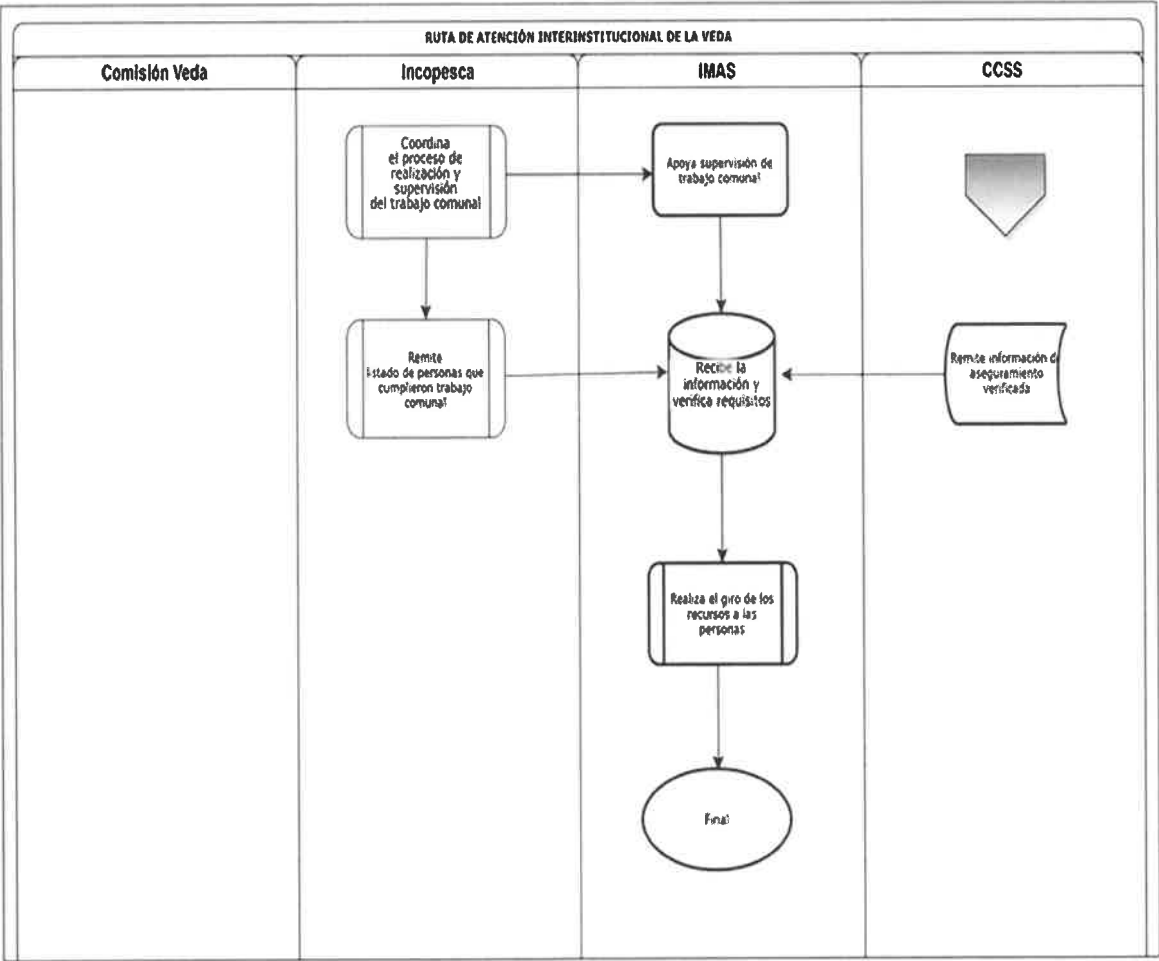 RUTA DE ATENCIÓN INTERINSTITUCIONAL DE LA VEDA
Comisión Veda
Incopesca
IMAS
CCSS
Coordina
el proceso de
realización y
supervisión
del trabajo comunal
Apoya supervisión de
trabajo comunal
Remite
listado de personas que
cumplieron trabajo
comunal
Recibe la
información y
verifica requisitos
Remite información d
aseguramiento
verificada
Realiza el giro de los
recursos a las
personas
Final